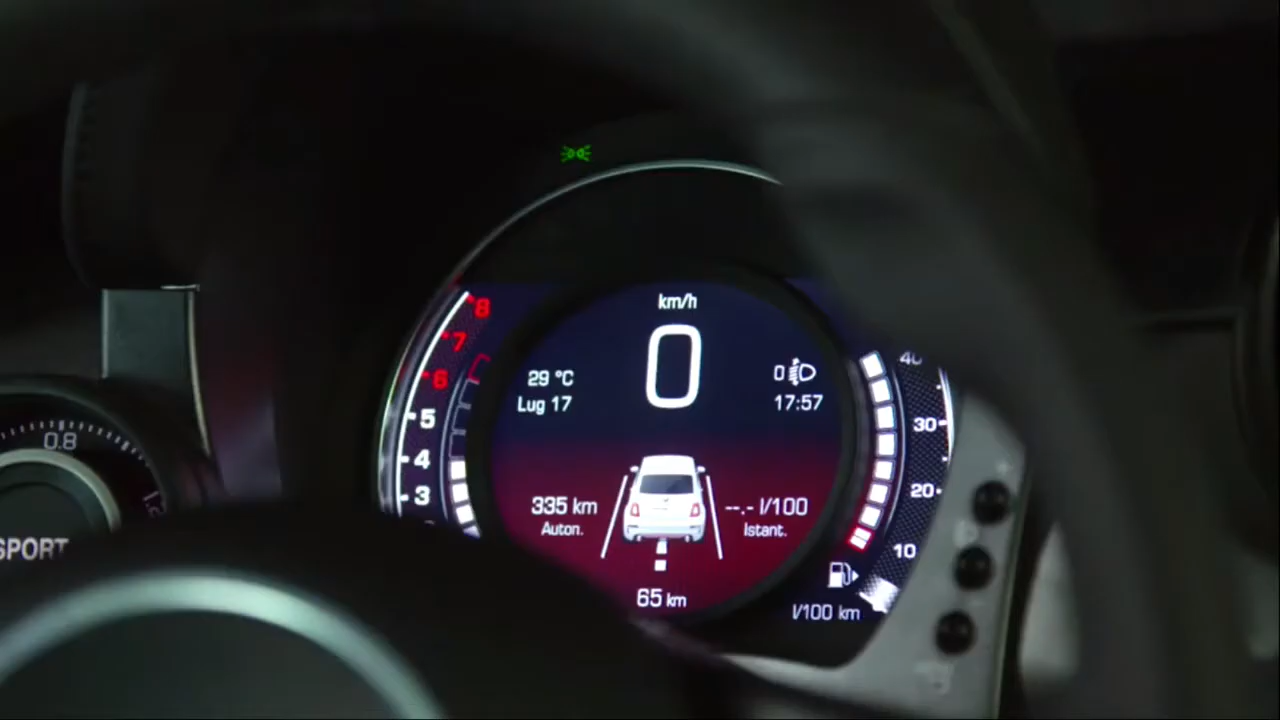 km/h
0
29 °C
Lug 17
0
17:57
8
7
6
5
4
3
335 km
Auton.
--.- l/100
Istant.
65 km
40
30
20
10
l/100 km
0.8
SPORT